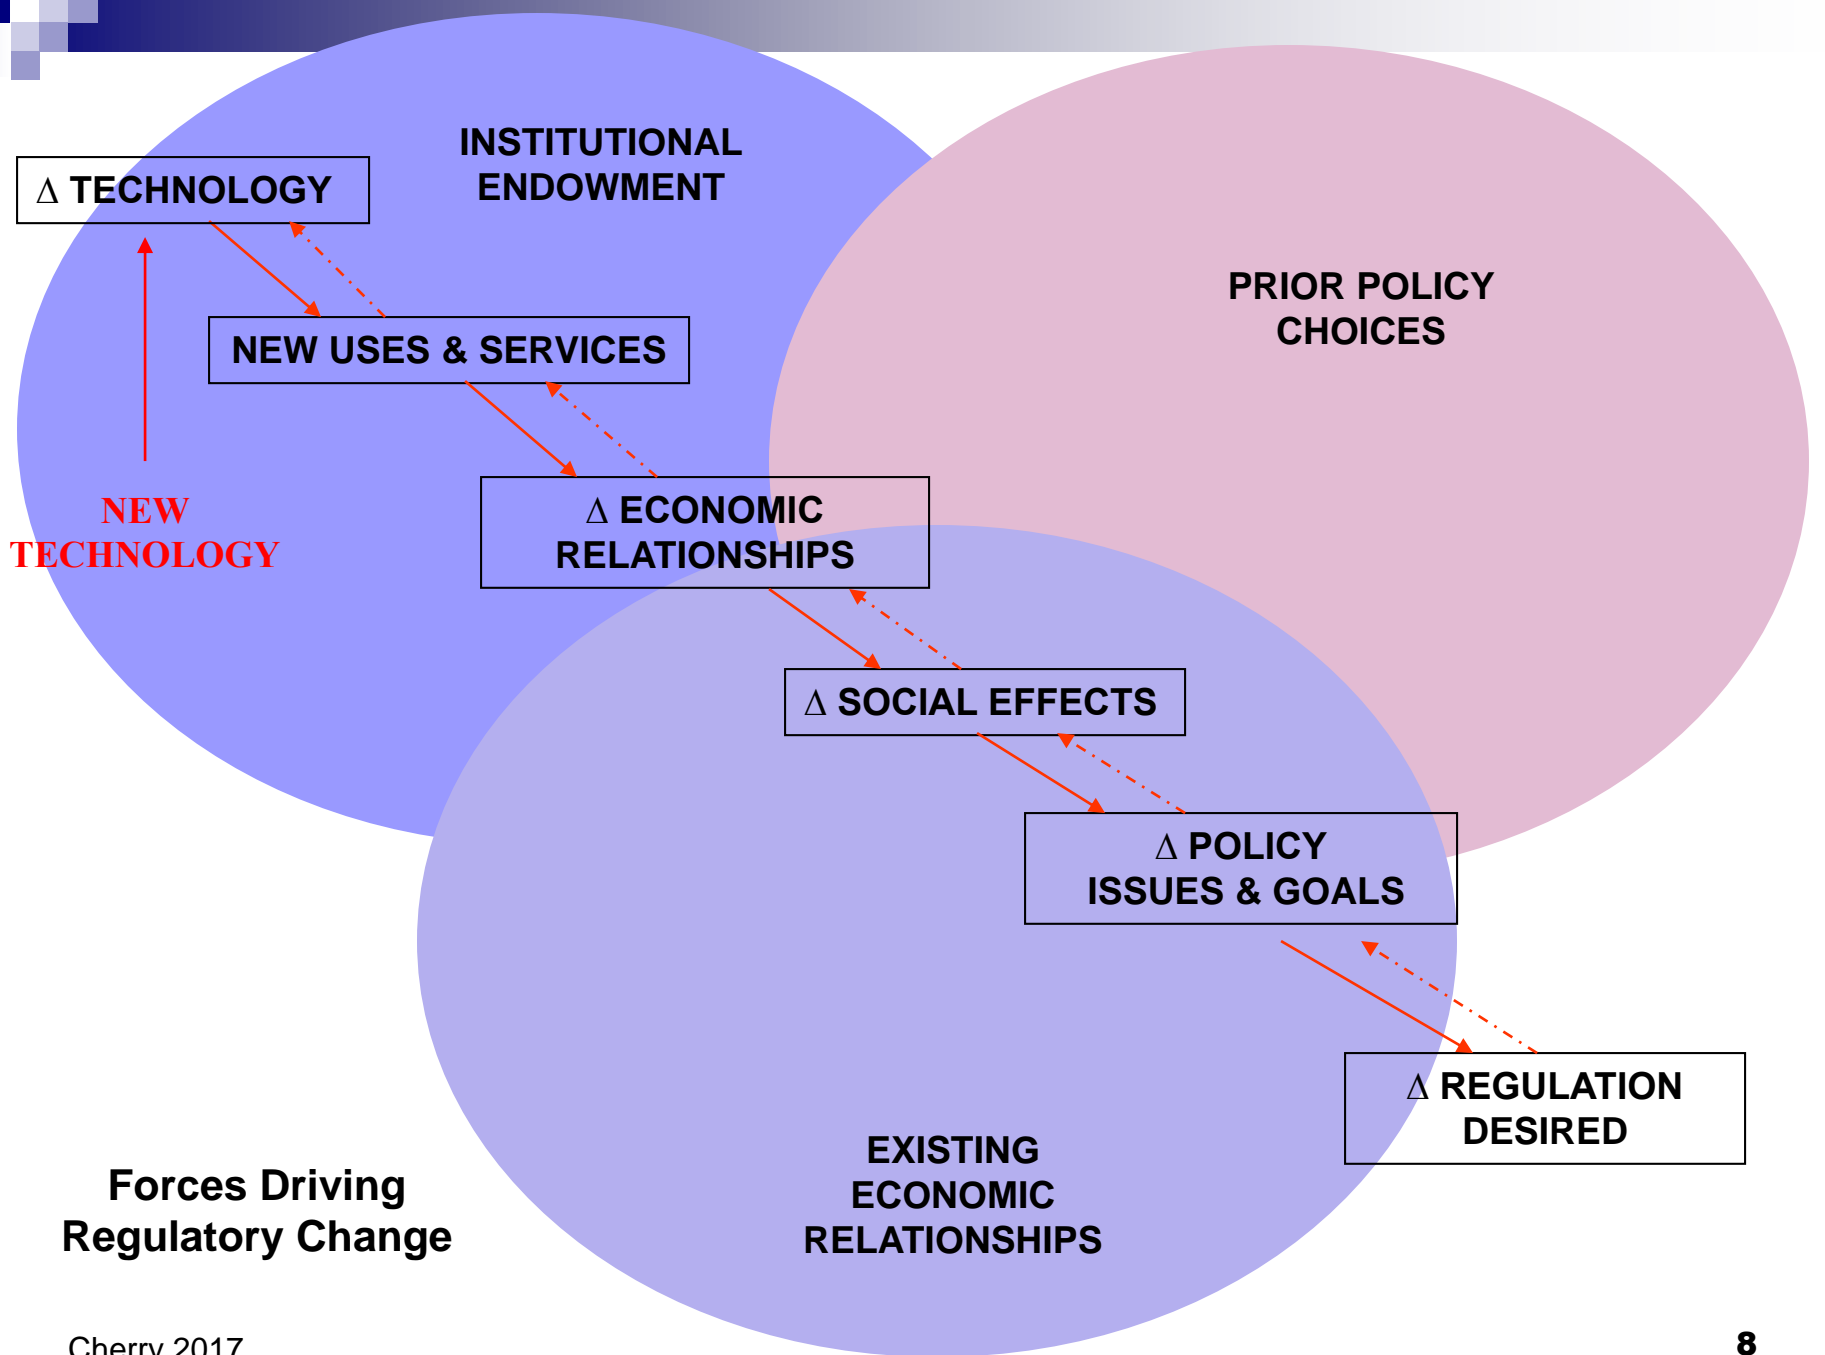 INSTITUTIONAL
ENDOWMENT
Δ TECHNOLOGY
PRIOR POLICY
CHOICES
NEW USES & SERVICES
NEW
TECHNOLOGY
Δ ECONOMIC
RELATIONSHIPS
Δ SOCIAL EFFECTS
Δ POLICY
ISSUES & GOALS
Δ REGULATION
DESIRED
EXISTING
ECONOMIC
RELATIONSHIPS
Forces Driving
Regulatory Change
Cherry 2017
8